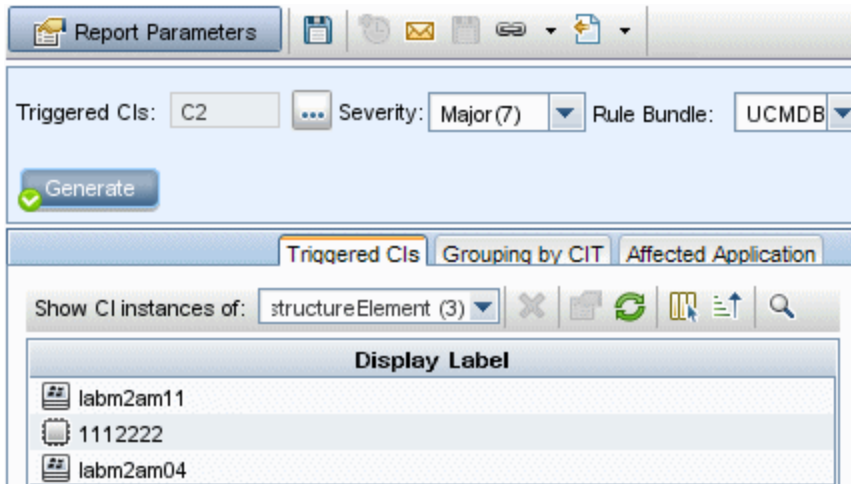 Report Parameters
Triggered CIs: C2 ... Severity: Major(7) Rule Bundle: UCMDB
Generate
Triggered CIs Grouping by CIT Affected Application
Show CI instances of: structureElement (3)
Display Label
labm2am11
1112222
labm2am04